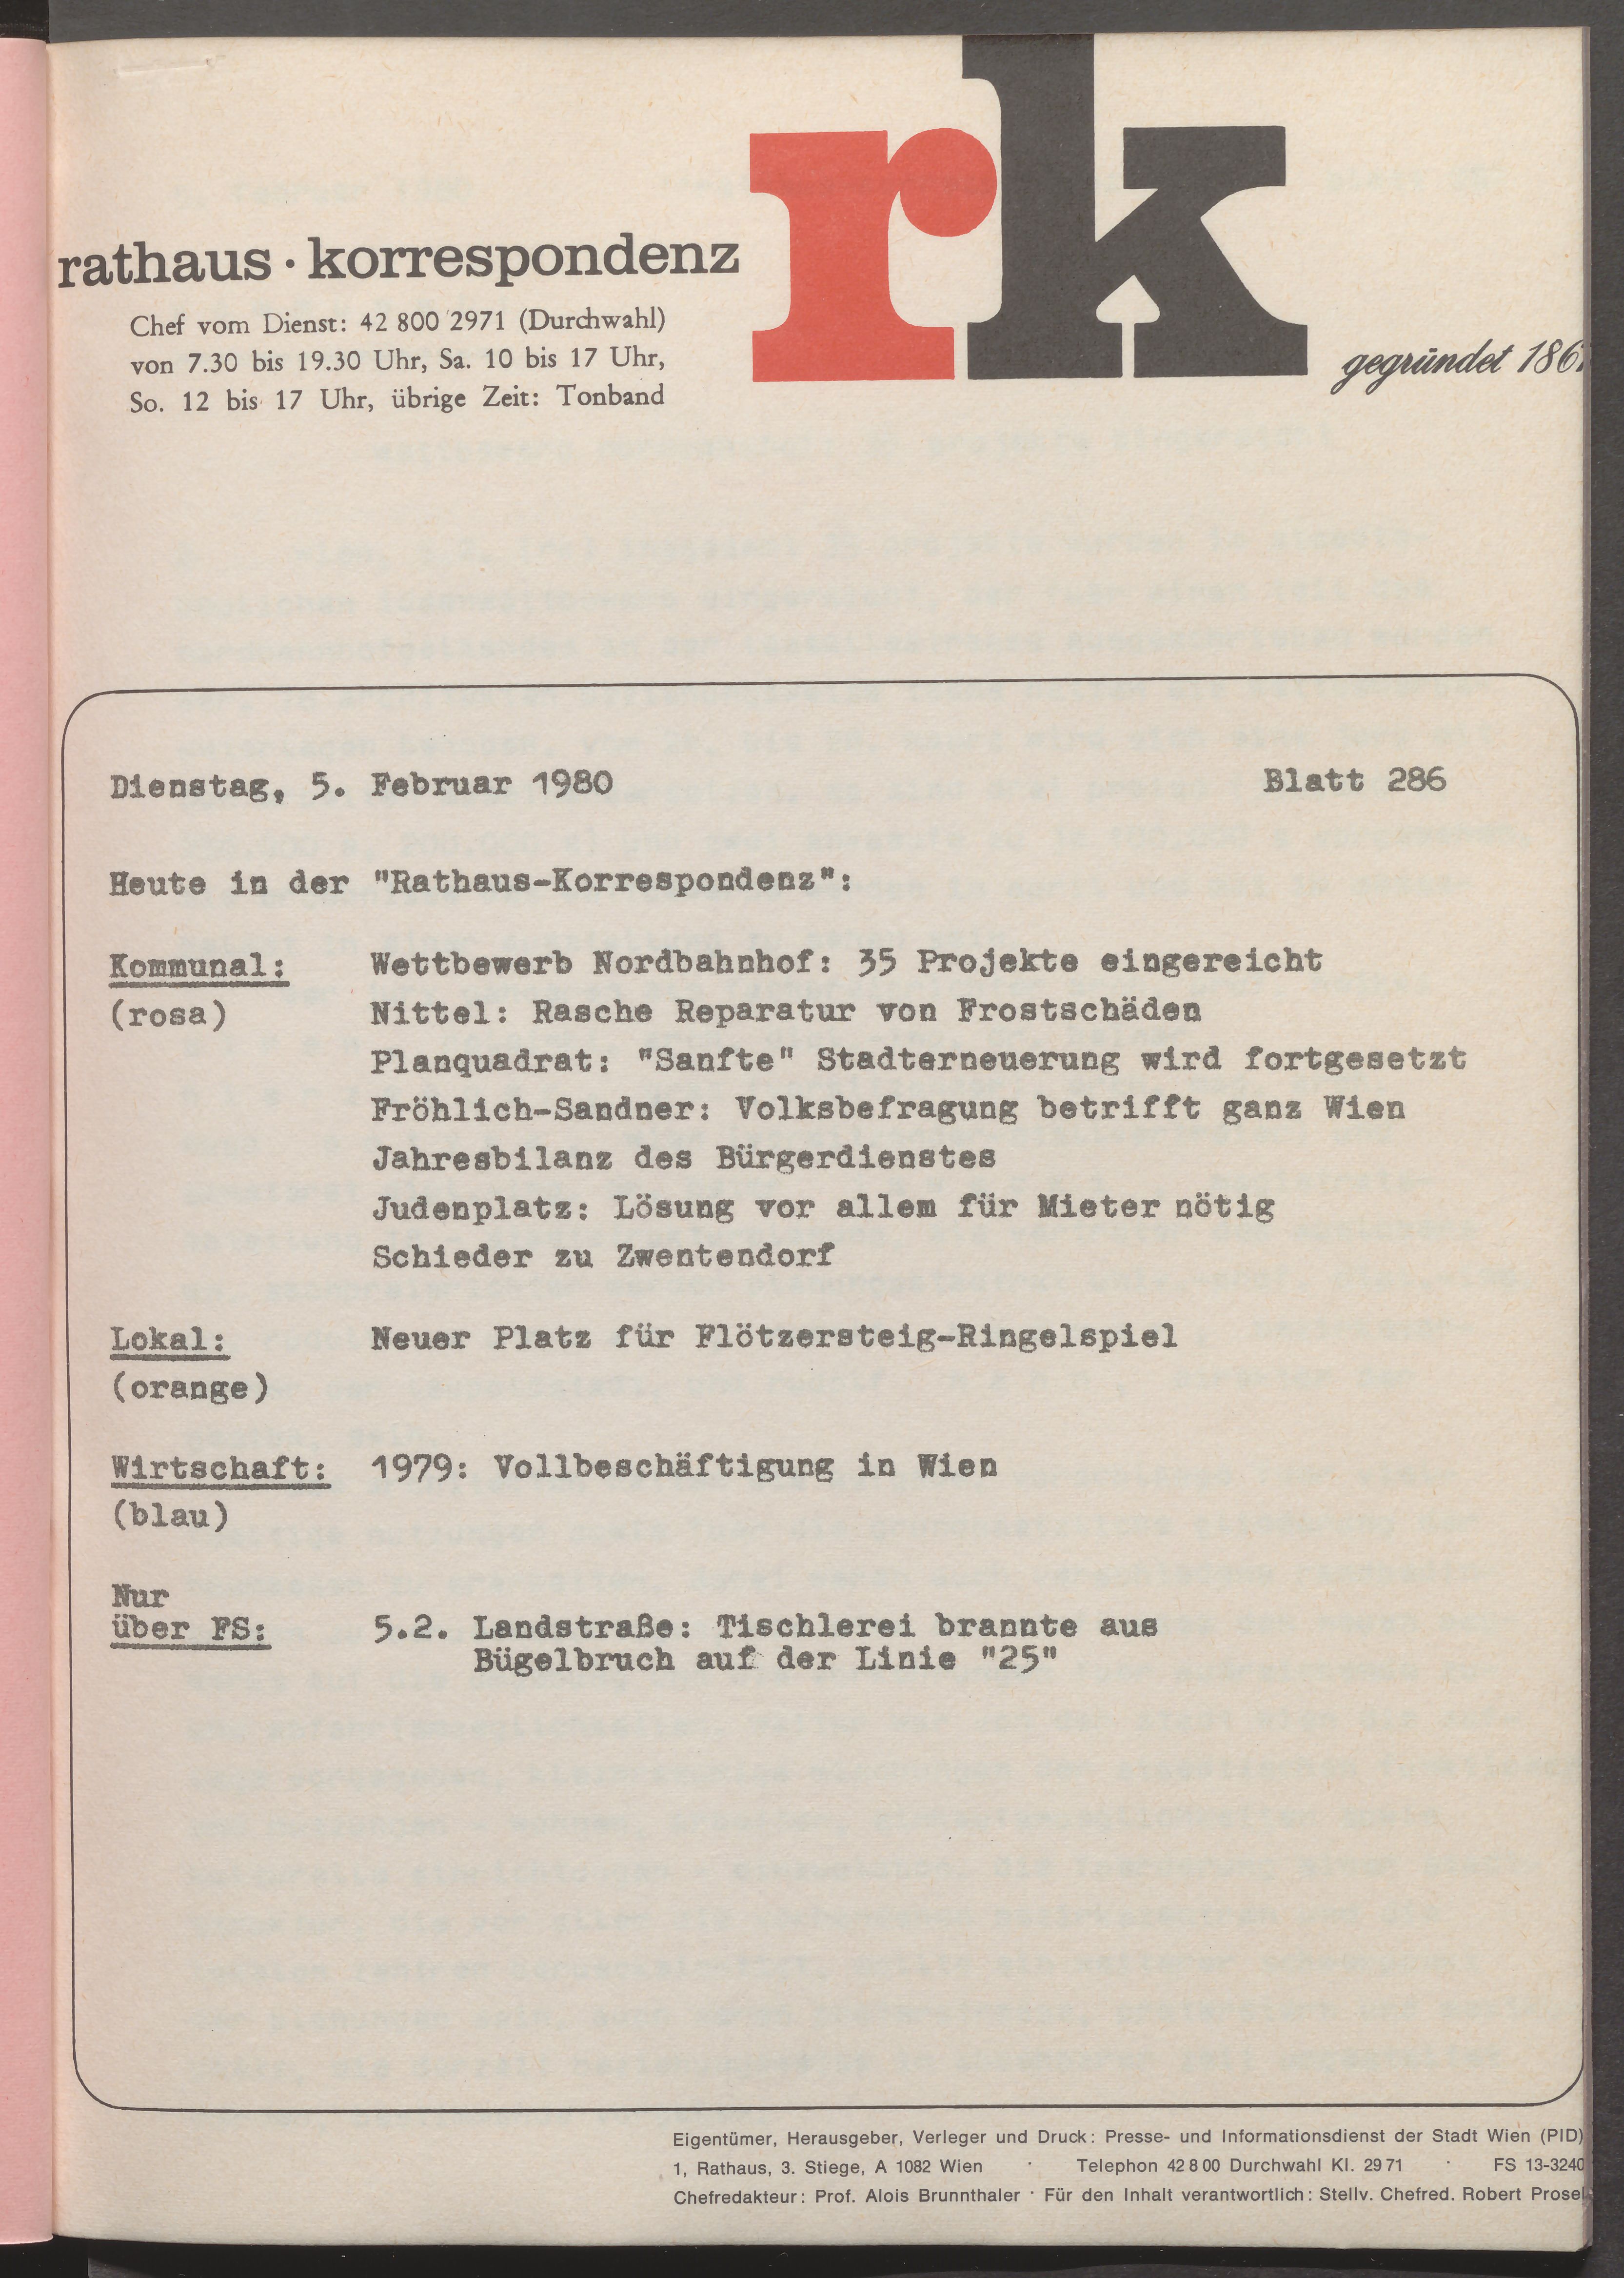 rk
rathaus · korrespondenz
Chef vom Dienst: 42 800 2971 (Durchwahl)
von 7.30 bis 19.30 Uhr, Sa. 10 bis 17 Uhr,
So. 12 bis 17 Uhr, übrige Zeit: Tonband
gegründet 1861
Dienstag, 5. Februar 1980 Blatt 286
Heute in der "Rathaus-Korrespondenz":
Kommunal: Wettbewerb Nordbahnhof: 35 Projekte eingereicht
(rosa) Nittel: Rasche Reparatur von Frostschäden
Planquadrat: "Sanfte" Stadterneuerung wird fortgesetzt
Fröhlich-Sandner: Volksbefragung betrifft ganz Wien
Jahresbilanz des Bürgerdienstes
Judenplatz: Lösung vor allem für Mieter nötig
Schieder zu Zwentendorf
Lokal: Neuer Platz für Flötzersteig-Ringelspiel
(orange)
Wirtschaft: 1979: Vollbeschäftigung in Wien
(blau)
Nur
über FS: 5.2. Landstraße: Tischlerei brannte aus
Bügelbruch auf der Linie "25"
Eigentümer, Herausgeber, Verleger und Druck: Presse- und Informationsdienst der Stadt Wien (PID)
1, Rathaus, 3. Stiege, A 1082 Wien · Telephon 42 8 00 Durchwahl Kl. 29 71 · FS 13-3240
Chefredakteur: Prof. Alois Brunnthaler · Für den Inhalt verantwortlich: Stellv. Chefred. Robert Prosel